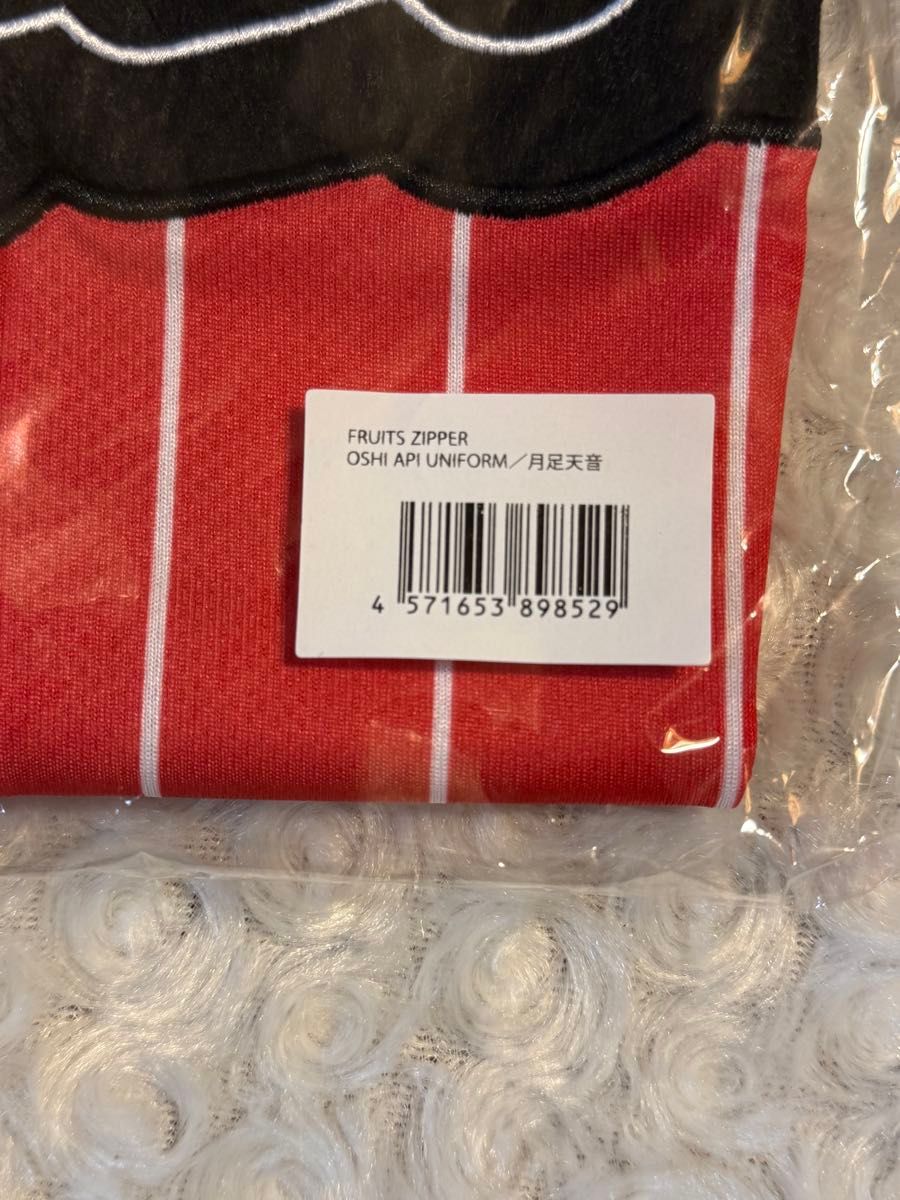 FRUITS ZIPPER
OSHI API UNIFORM／月足天音
4 571653 898529